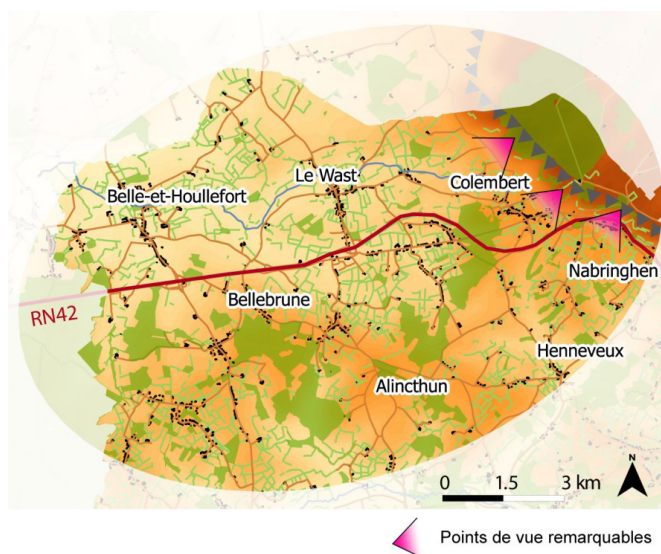 Le Wast
Colembert
Belle-et-Houllefort
Nabringhen
Bellebrune
RN42
Henneveux
Alincthun
N
0 1.5 3 km
Points de vue remarquables